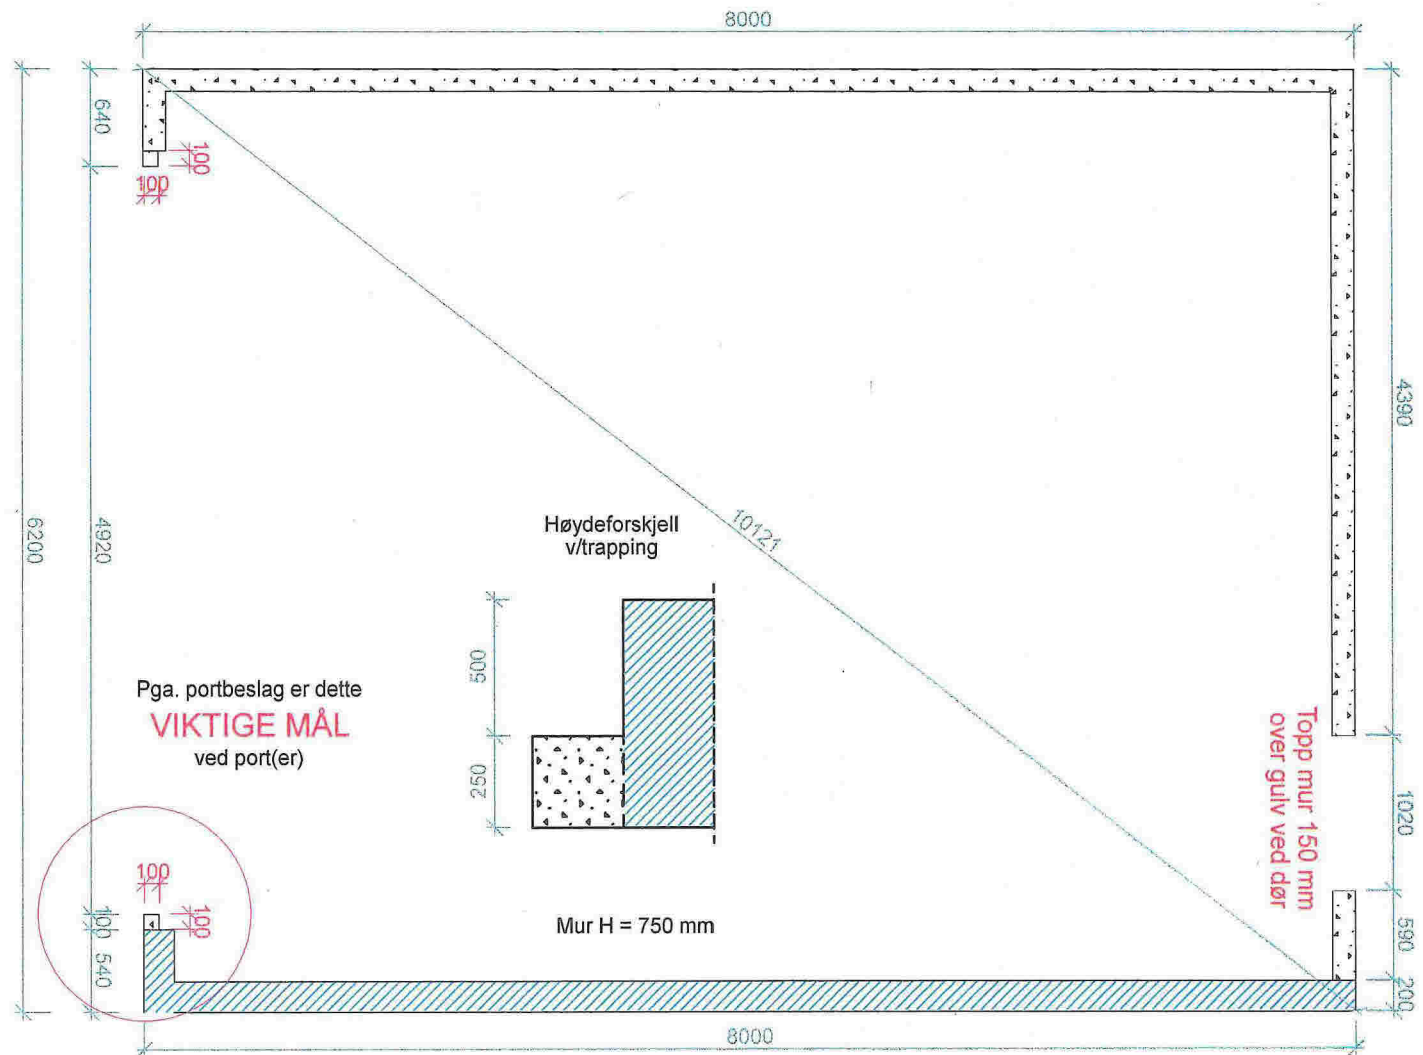 8000
640
100
100
6200
4920
4390
10121
Høydeforskjell
v/trapping
500
250
Pga. portbeslag er dette
VIKTIGE MÅL
ved port(er)
Topp mur 150 mm
over gulv ved dør
1020
100
100
100
540
Mur H = 750 mm
590
200
8000